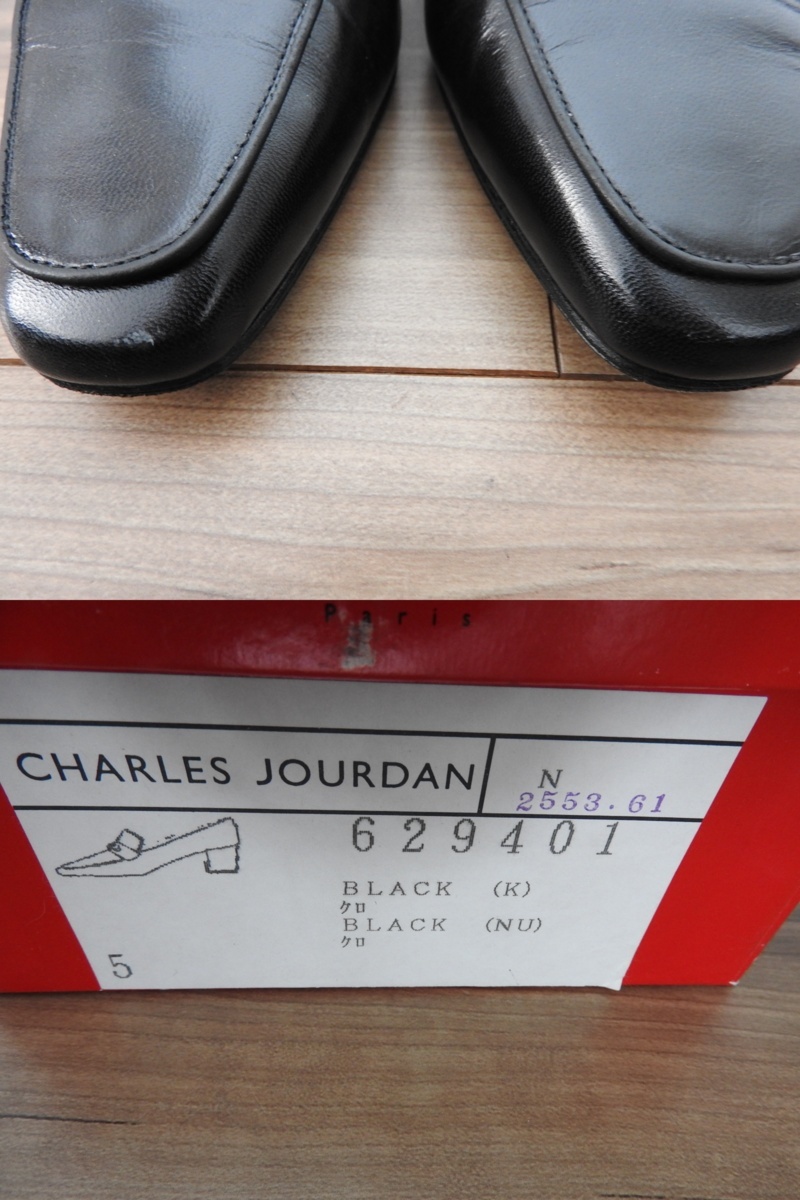 Paris
CHARLES JOURDAN
N
2553.61
629401
BLACK (K)
クロ
BLACK (NU)
クロ
5